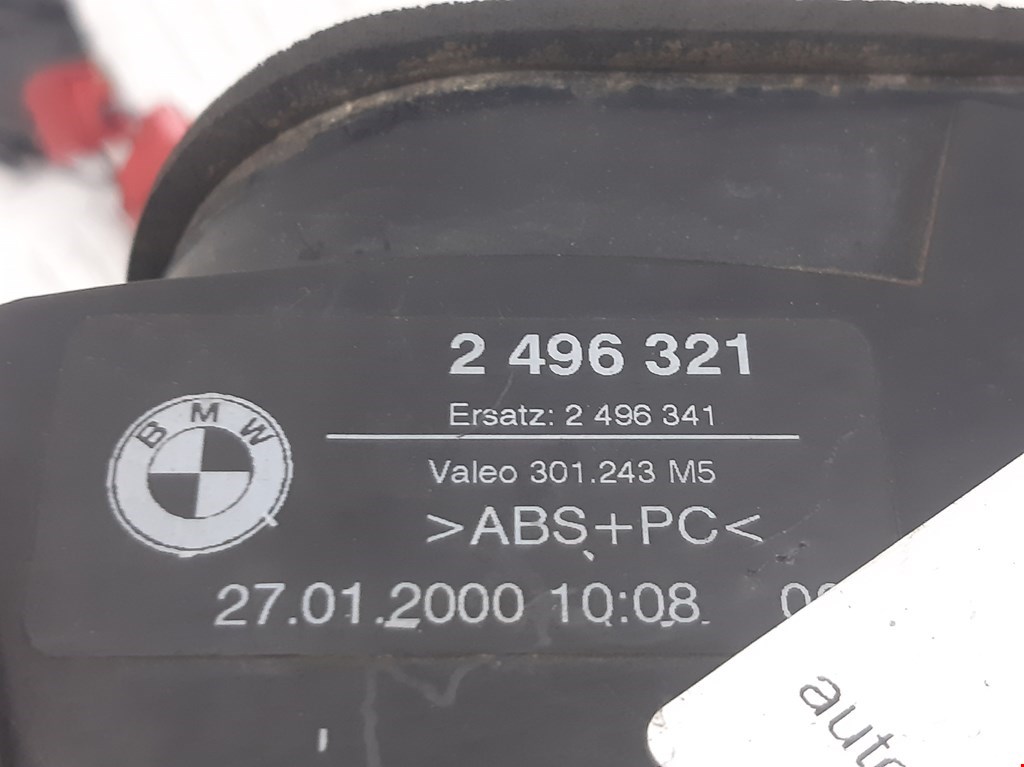 2 496 321
Ersatz: 2 496 341
BMW
Valeo 301.243 M5
>ABS+PC<
27.01.2000 10:08